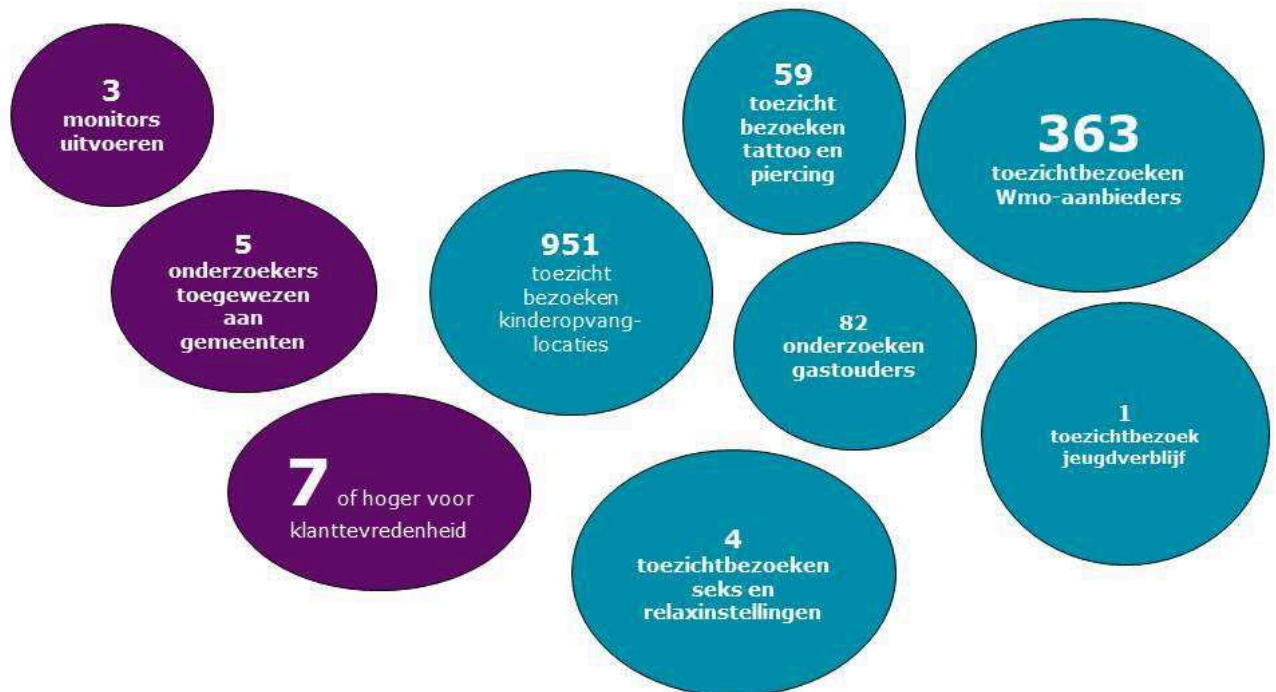 3
monitors
uitvoeren
5
onderzoekers
toegewezen
aan
gemeenten
7 of hoger voor
klanttevredenheid
951
toezicht
bezoeken
kinderopvang-
locaties
59
toezicht
bezoeken
tattoo en
piercing
363
toezichtbezoeken
Wmo-aanbieders
82
onderzoeken
gastouders
1
toezichtbezoek
jeugdverblijf
4
toezichtbezoeken
seks en
relaxinstellingen